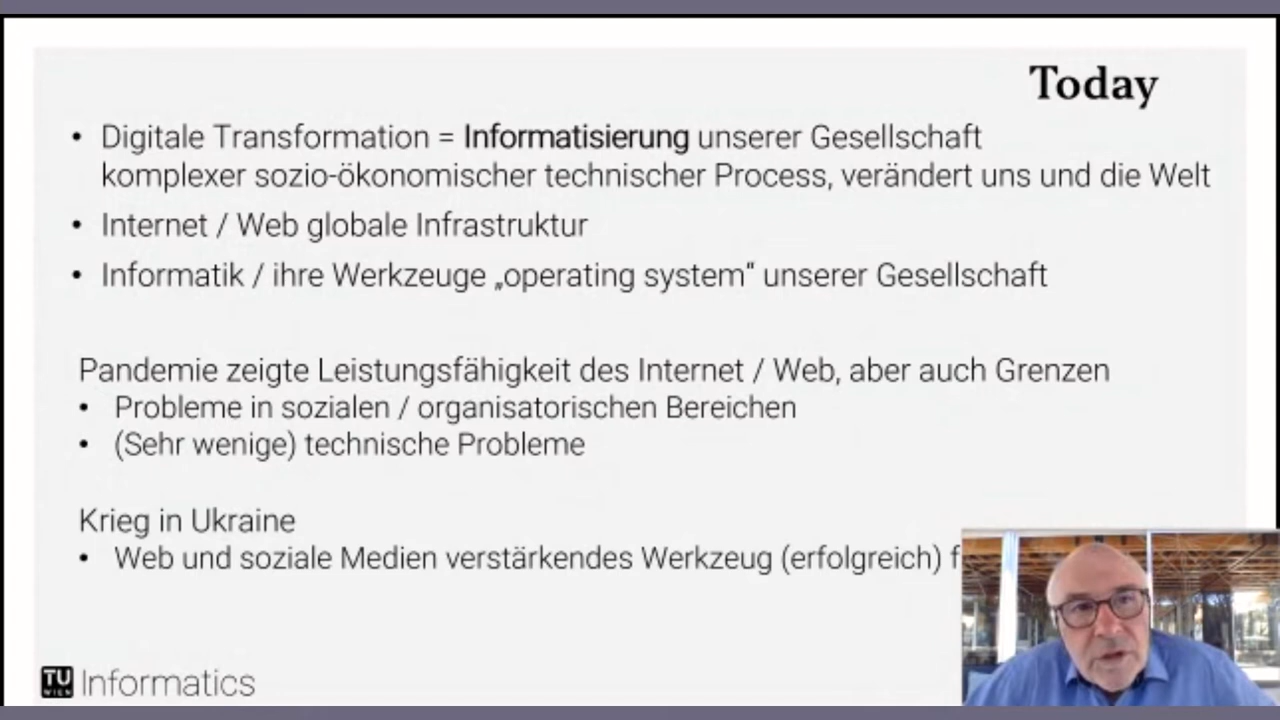 Today
• Digitale Transformation = Informatisierung unserer Gesellschaft
komplexer sozio-ökonomischer technischer Process, verändert uns und die Welt
• Internet / Web globale Infrastruktur
• Informatik / ihre Werkzeuge „operating system“ unserer Gesellschaft
Pandemie zeigte Leistungsfähigkeit des Internet / Web, aber auch Grenzen
• Probleme in sozialen / organisatorischen Bereichen
• (Sehr wenige) technische Probleme
Krieg in Ukraine
• Web und soziale Medien verstärkendes Werkzeug (erfolgreich)
TU WIEN Informatics